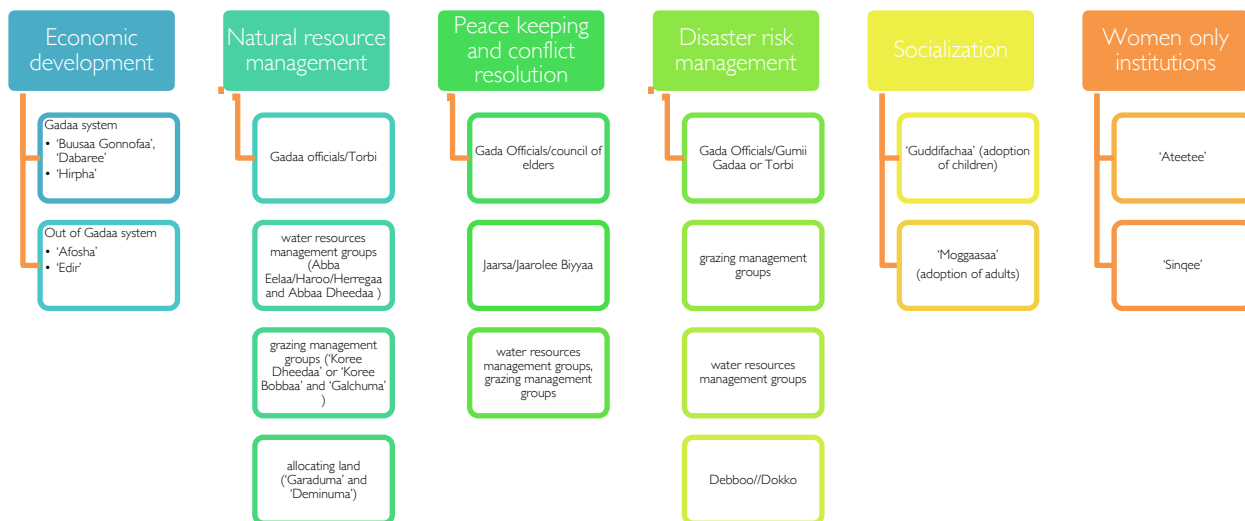 Economic
development
Gadaa system
• ‘Buusaa Gonnofaa’,
‘Dabaree’
• ‘Hirpha’
Out of Gadaa system
• ‘Afosha’
• ‘Edir’
Natural resource
management
Gadaa officials/Torbi
water resources
management groups
(Abba
Eelaa/Haroo/Herregaa
and Abbaa Dheedaa )
grazing management
groups (‘Koree
Dheedaa’ or ‘Koree
Bobbaa’ and ‘Galchuma’
)
allocating land
(‘Garaduma’ and
‘Deminuma’)
Peace keeping
and conflict
resolution
Gada Officials/council of
elders
Jaarsa/Jaarolee Biyyaa
water resources
management groups,
grazing management
groups
Disaster risk
management
Gada Officials/Gumii
Gadaa or Torbi
grazing management
groups
water resources
management groups
Debboo//Dokko
Socialization
‘Guddifachaa’ (adoption
of children)
‘Moggaasaa’
(adoption of adults)
Women only
institutions
‘Ateetee’
‘Sinqee’